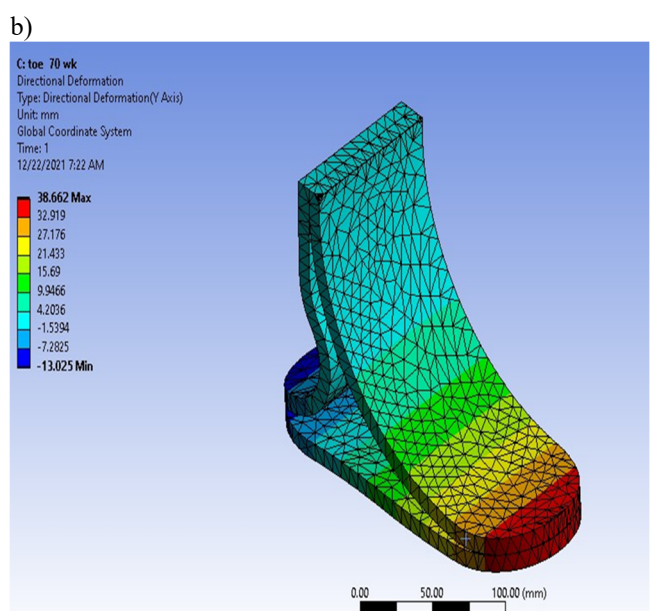 b)
C: toe 70 wk
Directional Deformation
Type: Directional Deformation(Y Axis)
Unit: mm
Global Coordinate System
Time: 1
12/22/2021 7:22 AM
38.662 Max
32.919
27.176
21.433
15.69
9.9466
4.2036
-1.5394
-7.2825
-13.025 Min
0.00 50.00 100.00 (mm)